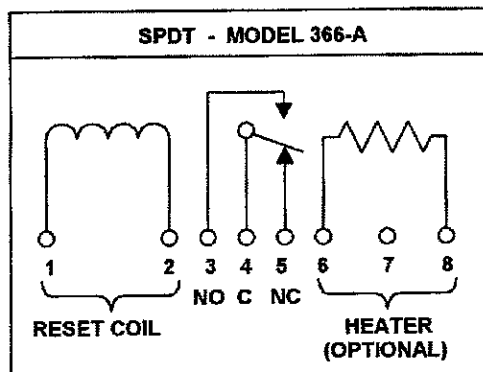 SPDT - MODEL 366-A
1 2 3 4 5 6 7 8
NO C NC
RESET COIL
HEATER
(OPTIONAL)